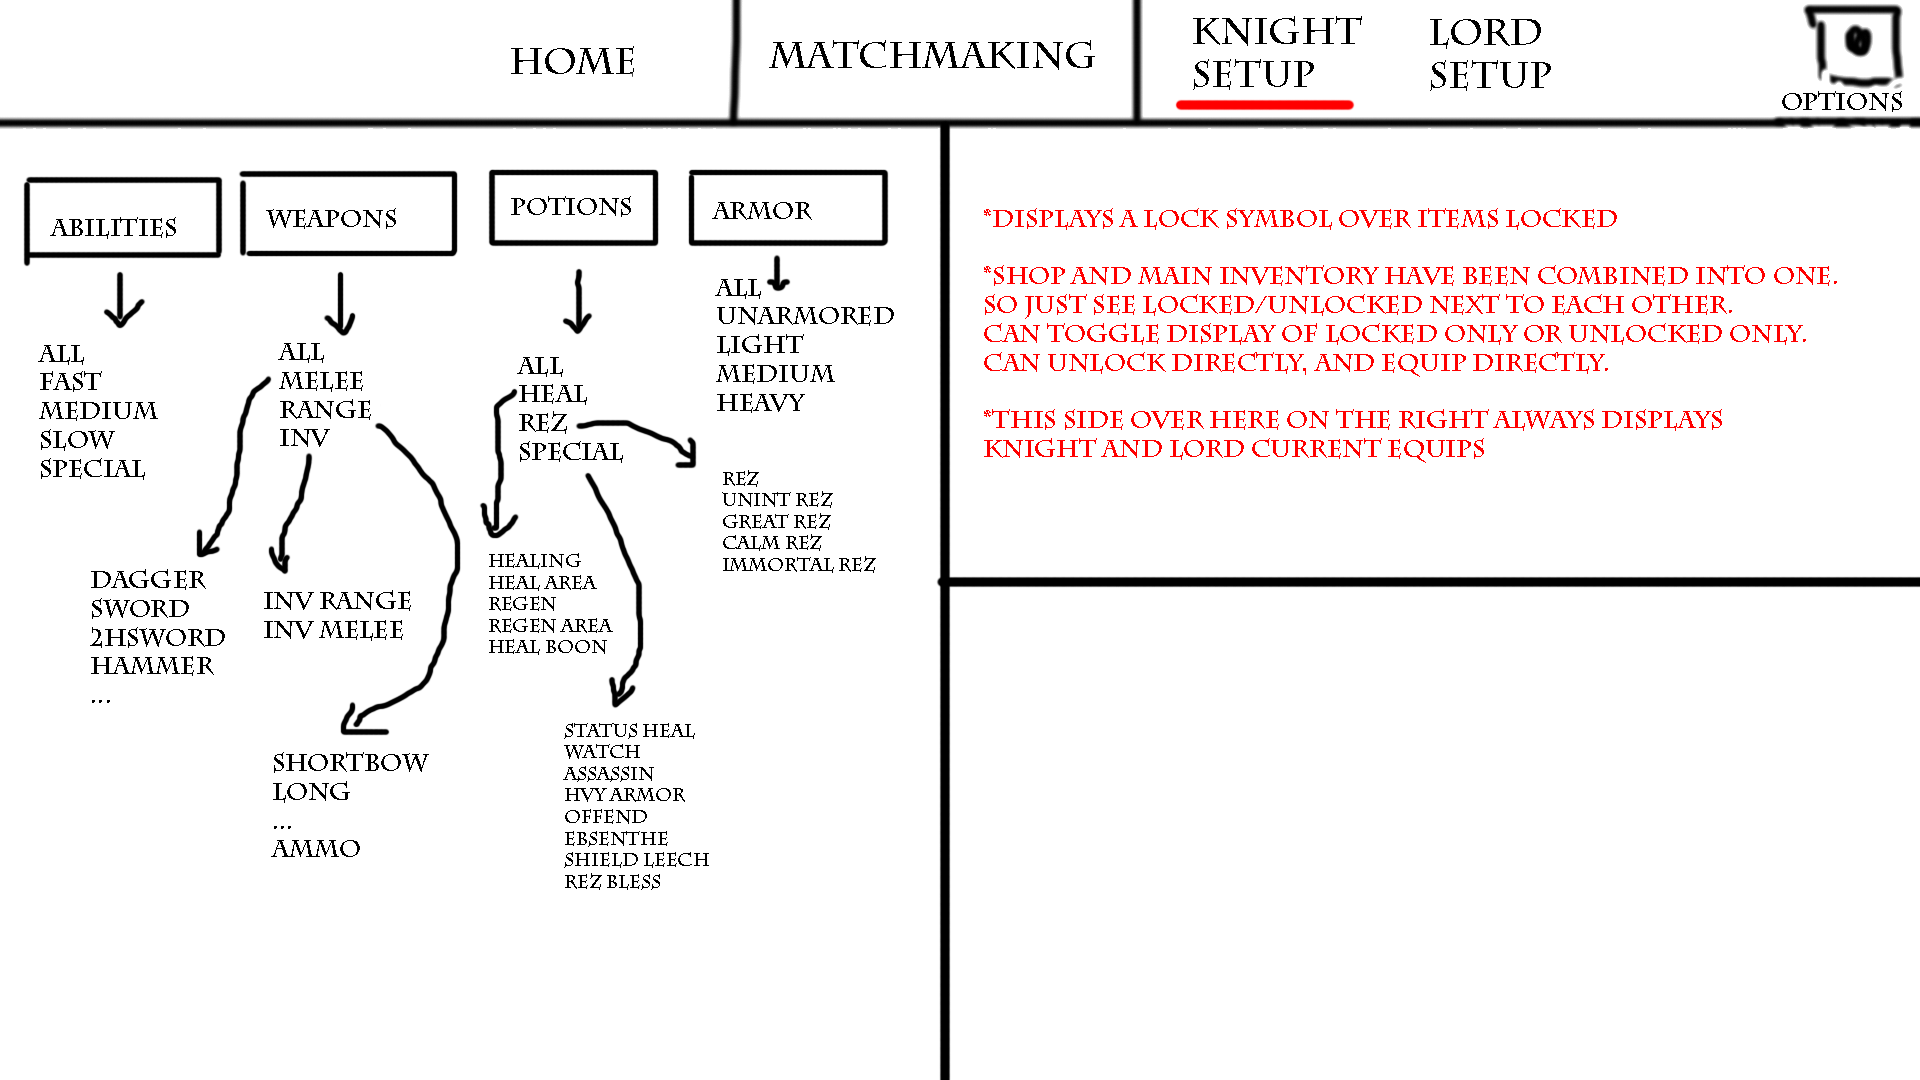 HOME
MATCHMAKING
KNIGHT
SETUP
LORD
SETUP
OPTIONS
ABILITIES
ALL
FAST
MEDIUM
SLOW
SPECIAL
WEAPONS
ALL
MELEE
RANGE
INV
DAGGER
SWORD
2HSWORD
HAMMER
...
INV RANGE
INV MELEE
SHORTBOW
LONG
...
AMMO
POTIONS
ALL
HEAL
REZ
SPECIAL
HEALING
HEAL AREA
REGEN
REGEN AREA
HEAL BOON
REZ
UNINT REZ
GREAT REZ
CALM REZ
IMMORTAL REZ
STATUS HEAL
WATCH
ASSASSIN
HVY ARMOR
OFFEND
EBSENTHE
SHIELD LEECH
REZ BLESS
ARMOR
ALL
UNARMORED
LIGHT
MEDIUM
HEAVY
*DISPLAYS A LOCK SYMBOL OVER ITEMS LOCKED
*SHOP AND MAIN INVENTORY HAVE BEEN COMBINED INTO ONE.
SO JUST SEE LOCKED/UNLOCKED NEXT TO EACH OTHER.
CAN TOGGLE DISPLAY OF LOCKED ONLY OR UNLOCKED ONLY.
CAN UNLOCK DIRECTLY, AND EQUIP DIRECTLY.
*THIS SIDE OVER HERE ON THE RIGHT ALWAYS DISPLAYS
KNIGHT AND LORD CURRENT EQUIPS